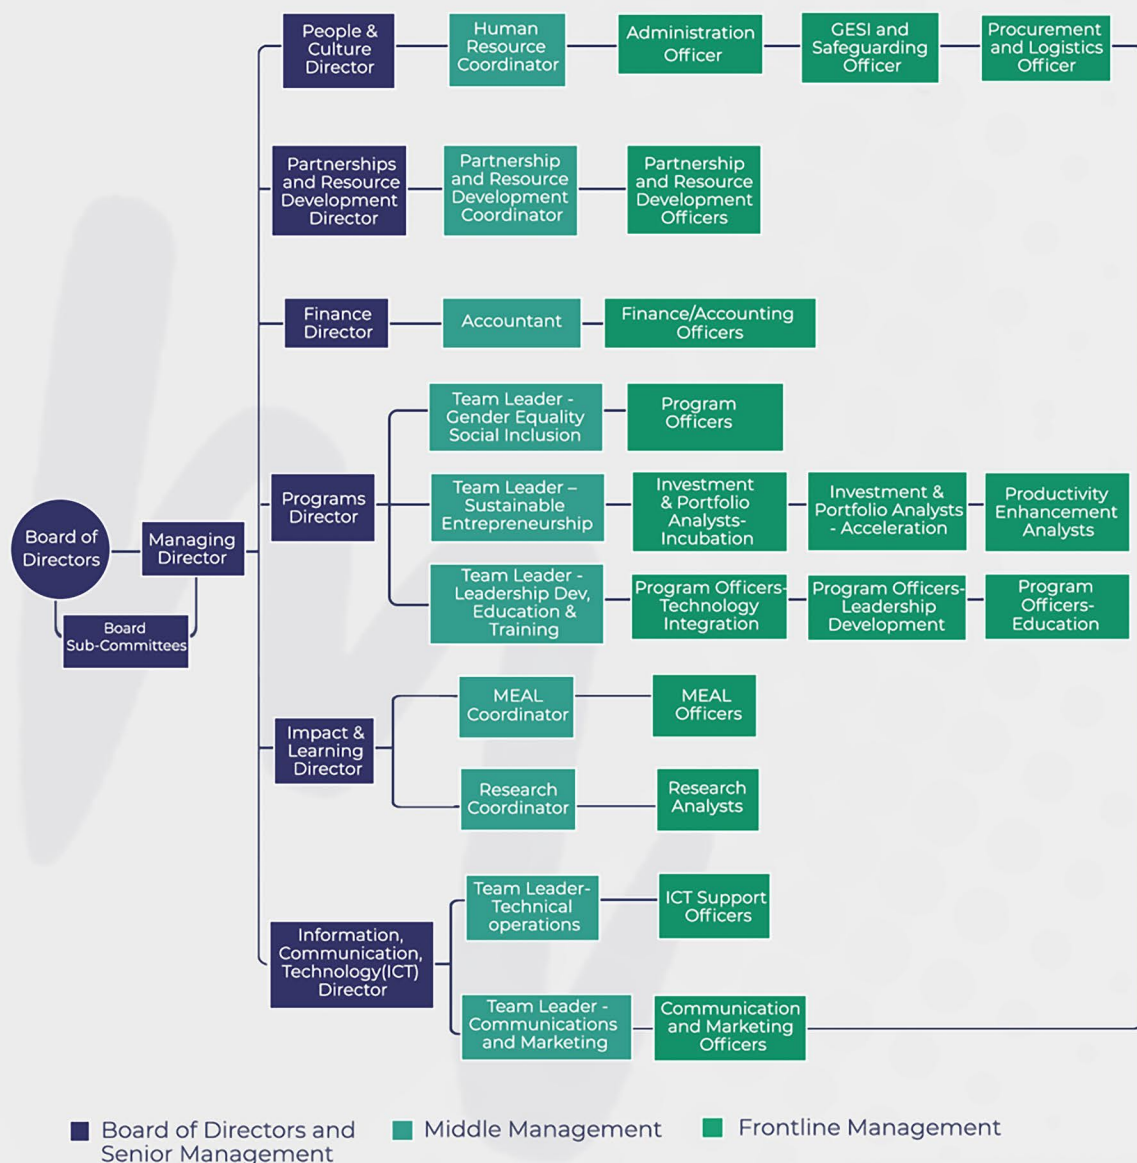 People &
Culture
Director
Human
Resource
Coordinator
Administration
Officer
GESI and
Safeguarding
Officer
Procurement
and Logistics
Officer
Partnerships
and Resource
Development
Director
Partnership
and Resource
Development
Coordinator
Partnership
and Resource
Development
Officers
Finance
Director
Accountant
Finance/Accounting
Officers
Team Leader -
Gender Equality
Social Inclusion
Program
Officers
Programs
Director
Team Leader –
Sustainable
Entrepreneurship
Investment
& Portfolio
Analysts-
Incubation
Investment &
Portfolio Analysts
- Acceleration
Productivity
Enhancement
Analysts
Board of
Directors
Managing
Director
Board
Sub-Committees
Team Leader -
Leadership Dev,
Education &
Training
Program Officers-
Technology
Integration
Program Officers-
Leadership
Development
Program
Officers-
Education
Impact &
Learning
Director
MEAL
Coordinator
MEAL
Officers
Research
Coordinator
Research
Analysts
Information,
Communication,
Technology(ICT)
Director
Team Leader-
Technical
operations
ICT Support
Officers
Team Leader -
Communications
and Marketing
Communication
and Marketing
Officers
Board of Directors and
Senior Management
Middle Management
Frontline Management